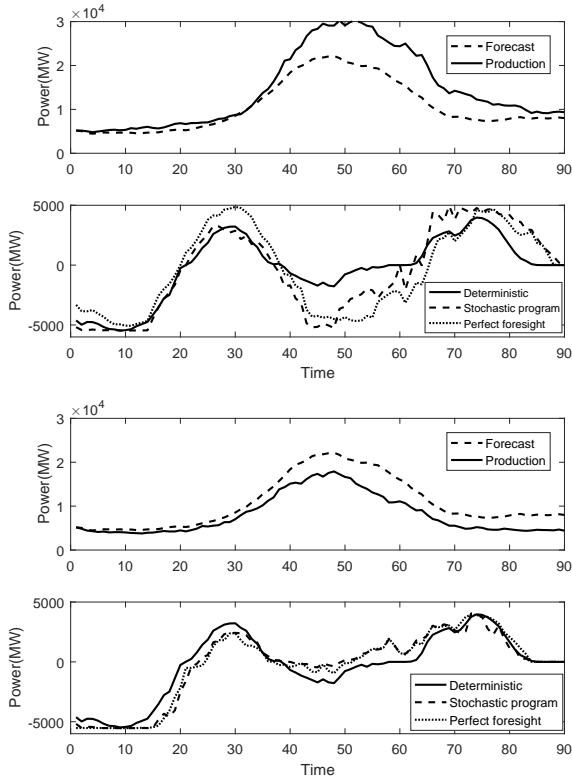 ×10⁴
3
2
1
0
Power(MW)
Forecast
Production
0 10 20 30 40 50 60 70 80 90
5000
0
-5000
Power(MW)
Deterministic
Stochastic program
Perfect foresight
0 10 20 30 40 50 60 70 80 90
Time
×10⁴
3
2
1
0
Power(MW)
Forecast
Production
0 10 20 30 40 50 60 70 80 90
5000
0
-5000
Power(MW)
Deterministic
Stochastic program
Perfect foresight
0 10 20 30 40 50 60 70 80 90
Time